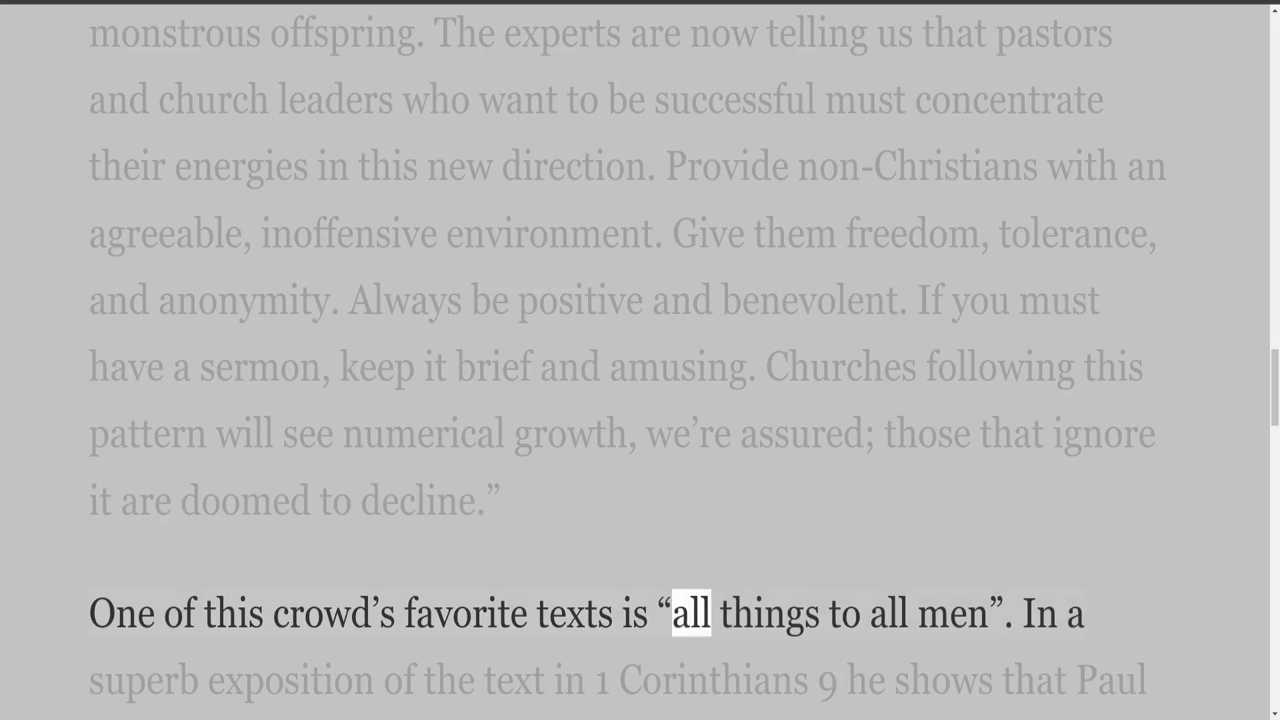 monstrous offspring. The experts are now telling us that pastors
and church leaders who want to be successful must concentrate
their energies in this new direction. Provide non-Christians with an
agreeable, inoffensive environment. Give them freedom, tolerance,
and anonymity. Always be positive and benevolent. If you must
have a sermon, keep it brief and amusing. Churches following this
pattern will see numerical growth, we’re assured; those that ignore
it are doomed to decline.”
One of this crowd’s favorite texts is “all things to all men”. In a
superb exposition of the text in 1 Corinthians 9 he shows that Paul